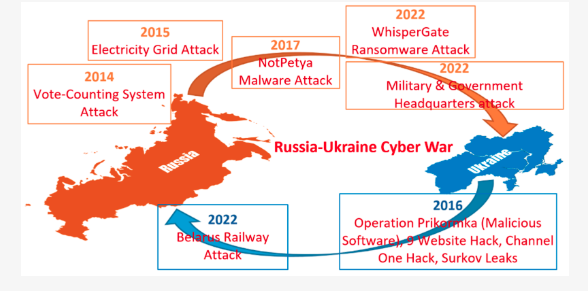 2015
Electricity Grid Attack
2014
Vote-Counting System
Attack
2017
NotPetya
Malware Attack
2022
WhisperGate
Ransomware Attack
2022
Military & Government
Headquarters attack
Russia
Russia-Ukraine Cyber War
Ukraine
2022
Belarus Railway
Attack
2016
Operation Prikormka (Malicious
Software), 9 Website Hack, Channel
One Hack, Surkov Leaks